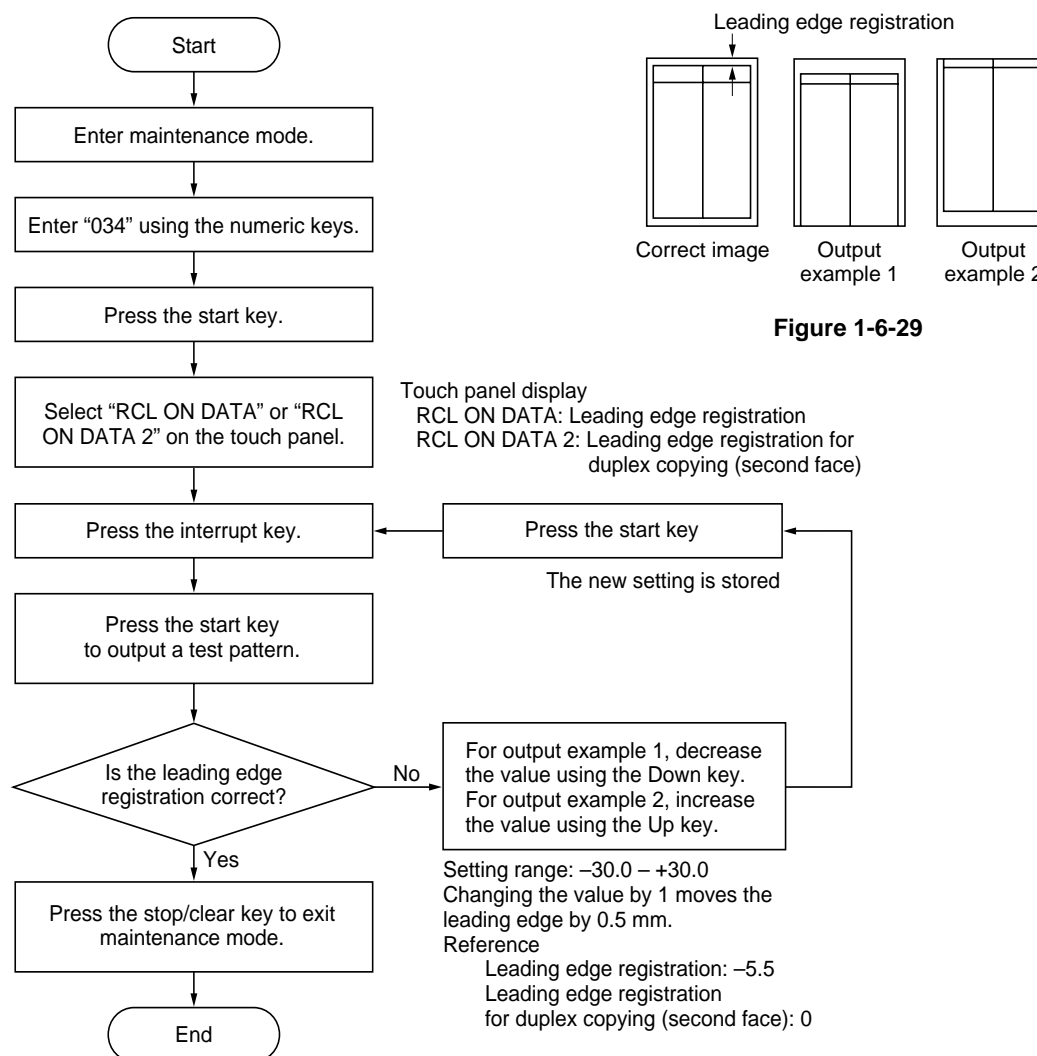 Start
Enter maintenance mode.
Enter “034” using the numeric keys.
Press the start key.
Select “RCL ON DATA” or “RCL
ON DATA 2” on the touch panel.
Touch panel display
RCL ON DATA: Leading edge registration
RCL ON DATA 2: Leading edge registration for
duplex copying (second face)
Press the interrupt key.
Press the start key
The new setting is stored
Press the start key
to output a test pattern.
Is the leading edge
registration correct?
No
For output example 1, decrease
the value using the Down key.
For output example 2, increase
the value using the Up key.
Setting range: –30.0 – +30.0
Changing the value by 1 moves the
leading edge by 0.5 mm.
Reference
Leading edge registration: –5.5
Leading edge registration
for duplex copying (second face): 0
Yes
Press the stop/clear key to exit
maintenance mode.
End
Leading edge registration
Correct image
Output
example 1
Output
example 2
Figure 1-6-29